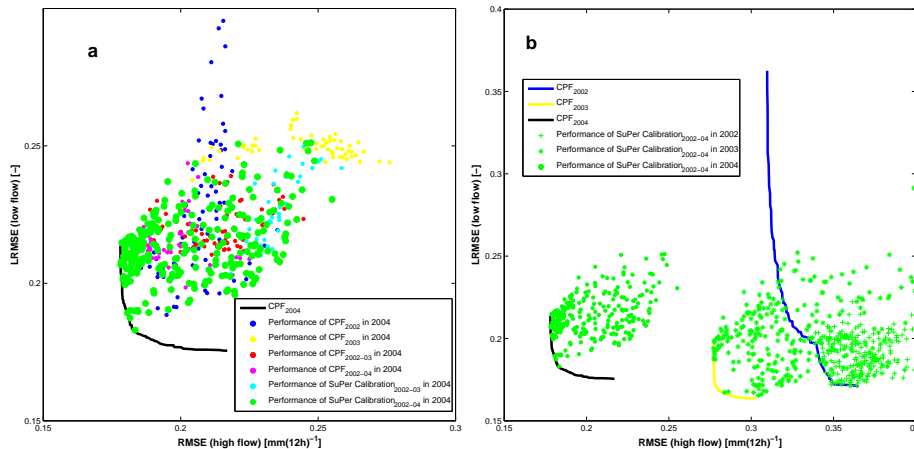 a
0.3
0.25
0.2
0.15
LRMSE (low flow) [−]
0.15
0.2
0.25
0.3
RMSE (high flow) [mm(12h)−1]
CPF2004
Performance of CPF2002 in 2004
Performance of CPF2003 in 2004
Performance of CPF2002−03 in 2004
Performance of CPF2002−04 in 2004
Performance of SuPer Calibration2002−03 in 2004
Performance of SuPer Calibration2002−04 in 2004
b
0.4
0.35
0.3
0.25
0.2
0.15
LRMSE (low flow) [−]
0.15
0.2
0.25
0.3
0.35
0.40
RMSE (high flow) [mm(12h)−1]
CPF2002
CPF2003
CPF2004
Performance of SuPer Calibration2002−04 in 2002
Performance of SuPer Calibration2002−04 in 2003
Performance of SuPer Calibration2002−04 in 2004